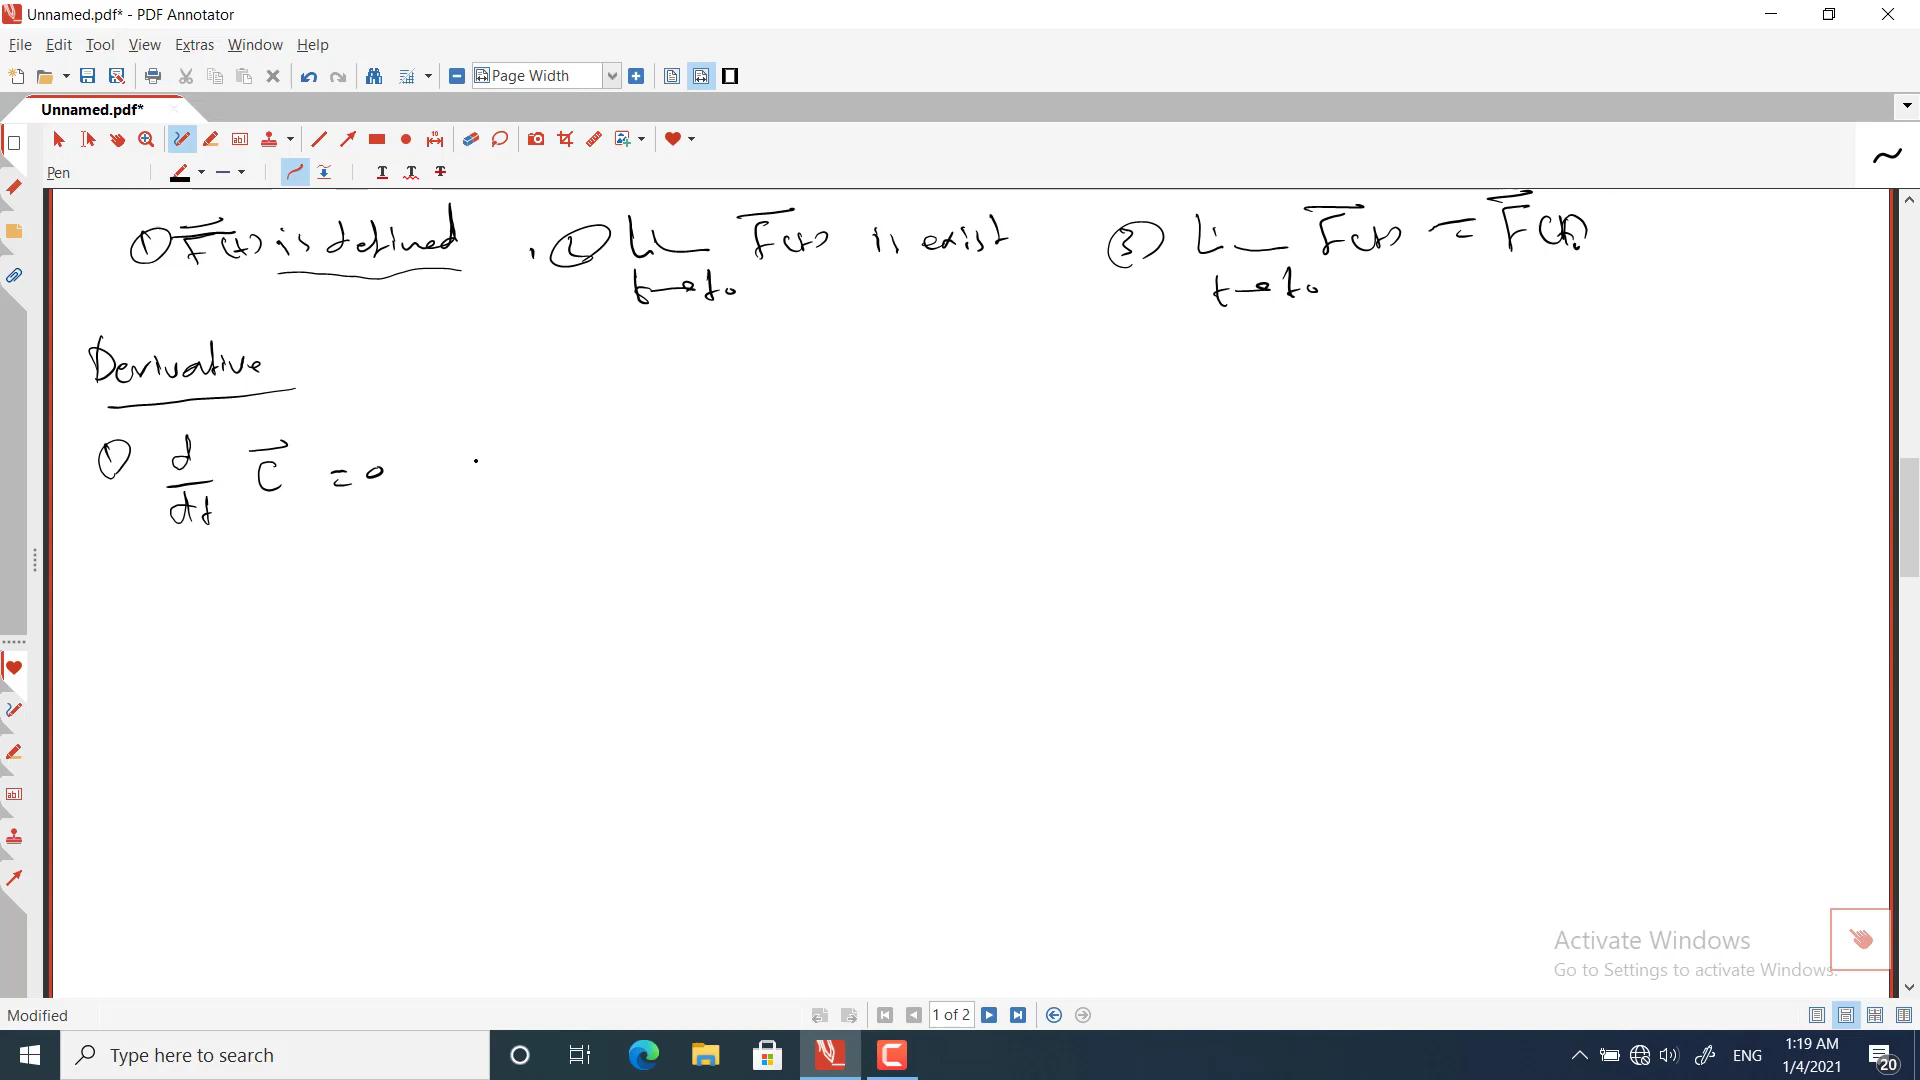 Unnamed.pdf* - PDF Annotator
File Edit Tool View Extras Window Help
Page Width
Unnamed.pdf*
Pen
① F⃗(t) is defined , ② Lim F⃗(t) is exist ③ Lim F⃗(t) = F⃗(t₀)
t→t₀ t→t₀
Derivative
① d/dt C⃗ = 0
Activate Windows
Go to Settings to activate Windows.
Modified
1 of 2
Type here to search
ENG
1:19 AM
1/4/2021
20